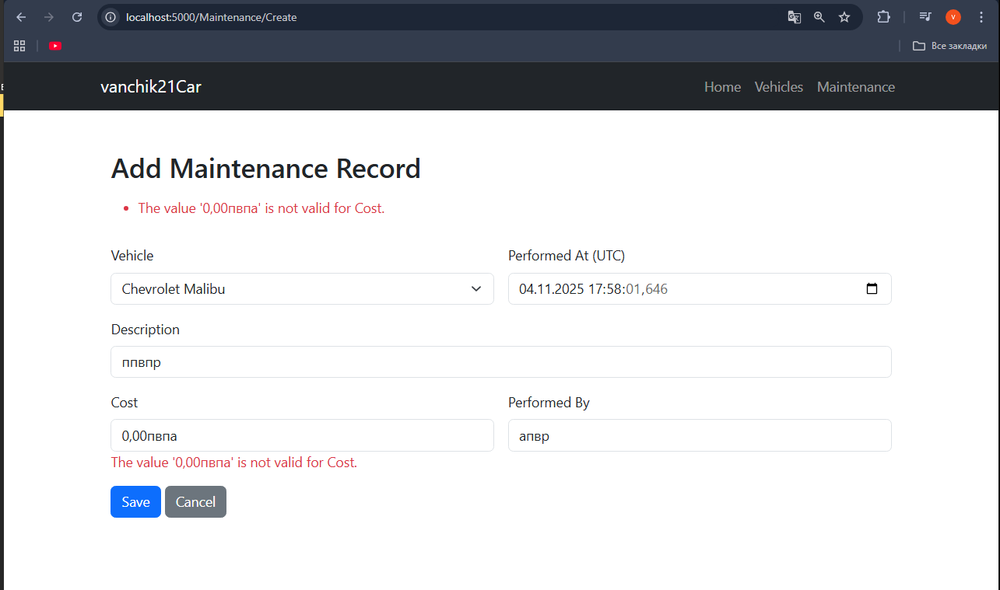 localhost:5000/Maintenance/Create
v
Все закладки
vanchik21Car
Home Vehicles Maintenance
Add Maintenance Record
• The value '0,00пвпа' is not valid for Cost.
Vehicle Performed At (UTC)
Chevrolet Malibu 04.11.2025 17:58:01,646
Description
ппвпр
Cost Performed By
0,00пвпа апвр
The value '0,00пвпа' is not valid for Cost.
Save Cancel